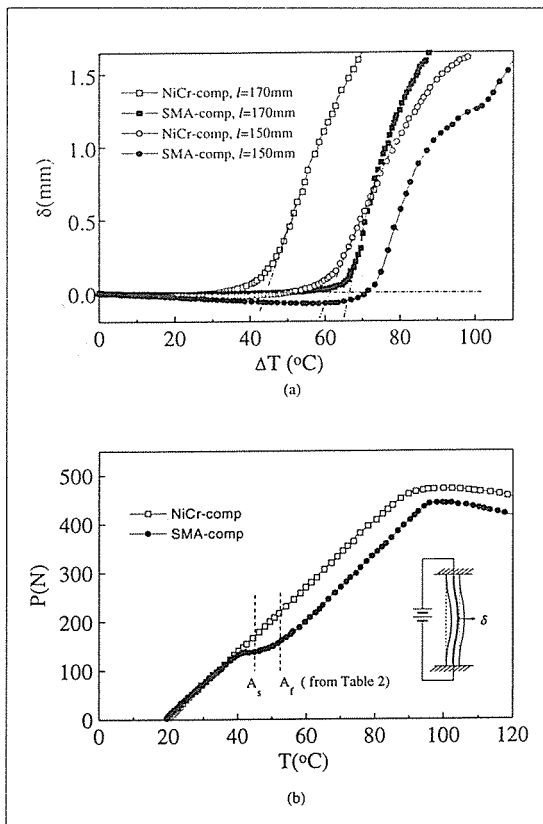 1.5
1.0
0.5
0.0
δ(mm)
NiCr-comp, l=170mm
SMA-comp, l=170mm
NiCr-comp, l=150mm
SMA-comp, l=150mm
0 20 40 60 80 100
ΔT (°C)
(a)
500
400
300
200
100
0
P(N)
NiCr-comp
SMA-comp
δ
As Af ( from Table 2)
0 20 40 60 80 100 120
T(°C)
(b)